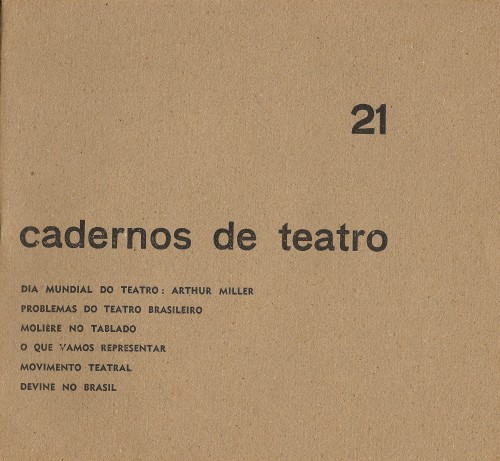 21
cadernos de teatro
DIA MUNDIAL DO TEATRO: ARTHUR MILLER
PROBLEMAS DO TEATRO BRASILEIRO
MOLIÈRE NO TABLADO
O QUE VAMOS REPRESENTAR
MOVIMENTO TEATRAL
DEVINE NO BRASIL